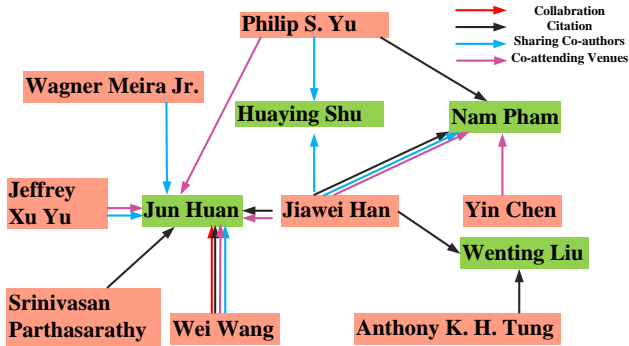 Philip S. Yu
Collabration
Citation
Sharing Co-authors
Co-attending Venues
Wagner Meira Jr.
Huaying Shu
Nam Pham
Jeffrey
Xu Yu
Jun Huan
Jiawei Han
Yin Chen
Wenting Liu
Srinivasan
Parthasarathy
Wei Wang
Anthony K. H. Tung